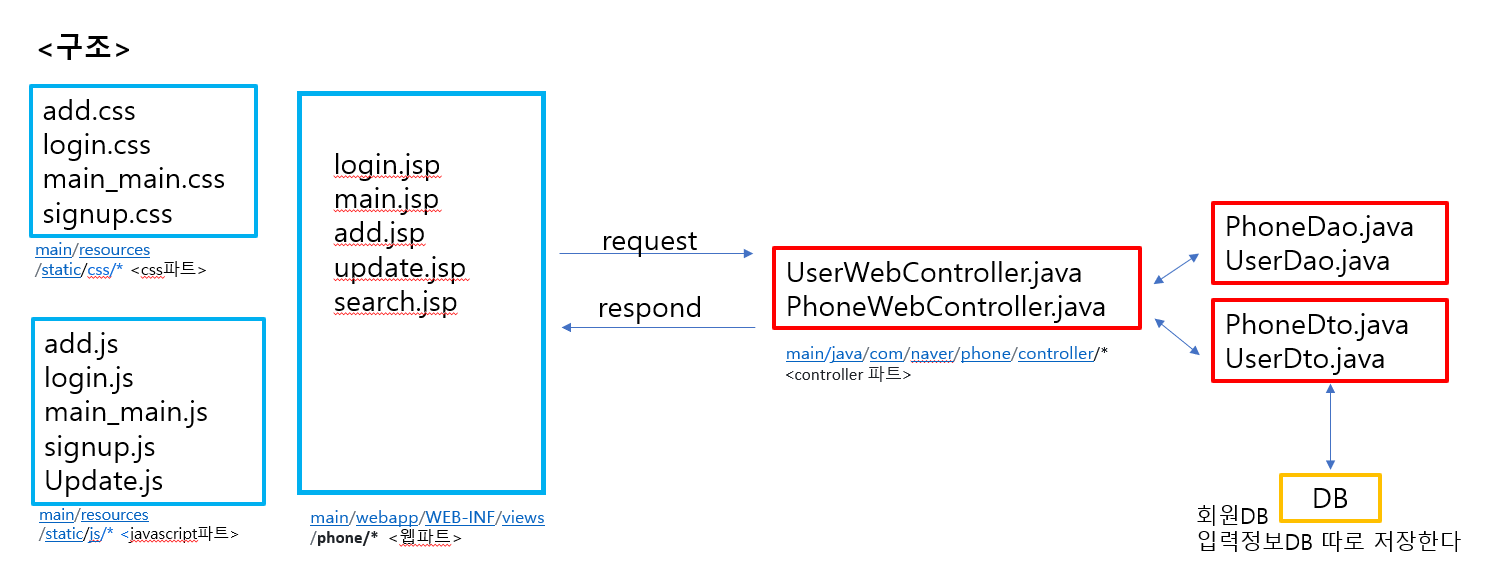 <구조>
add.css
login.css
main_main.css
signup.css
main/resources
/static/css/* <css파트>
add.js
login.js
main_main.js
signup.js
Update.js
main/resources
/static/js/* <javascript파트>
login.jsp
main.jsp
add.jsp
update.jsp
search.jsp
main/webapp/WEB-INF/views
/phone/* <웹파트>
request
respond
UserWebController.java
PhoneWebController.java
main/java/com/naver/phone/controller/*
<controller 파트>
PhoneDao.java
UserDao.java
PhoneDto.java
UserDto.java
DB
회원DB
입력정보DB 따로 저장한다